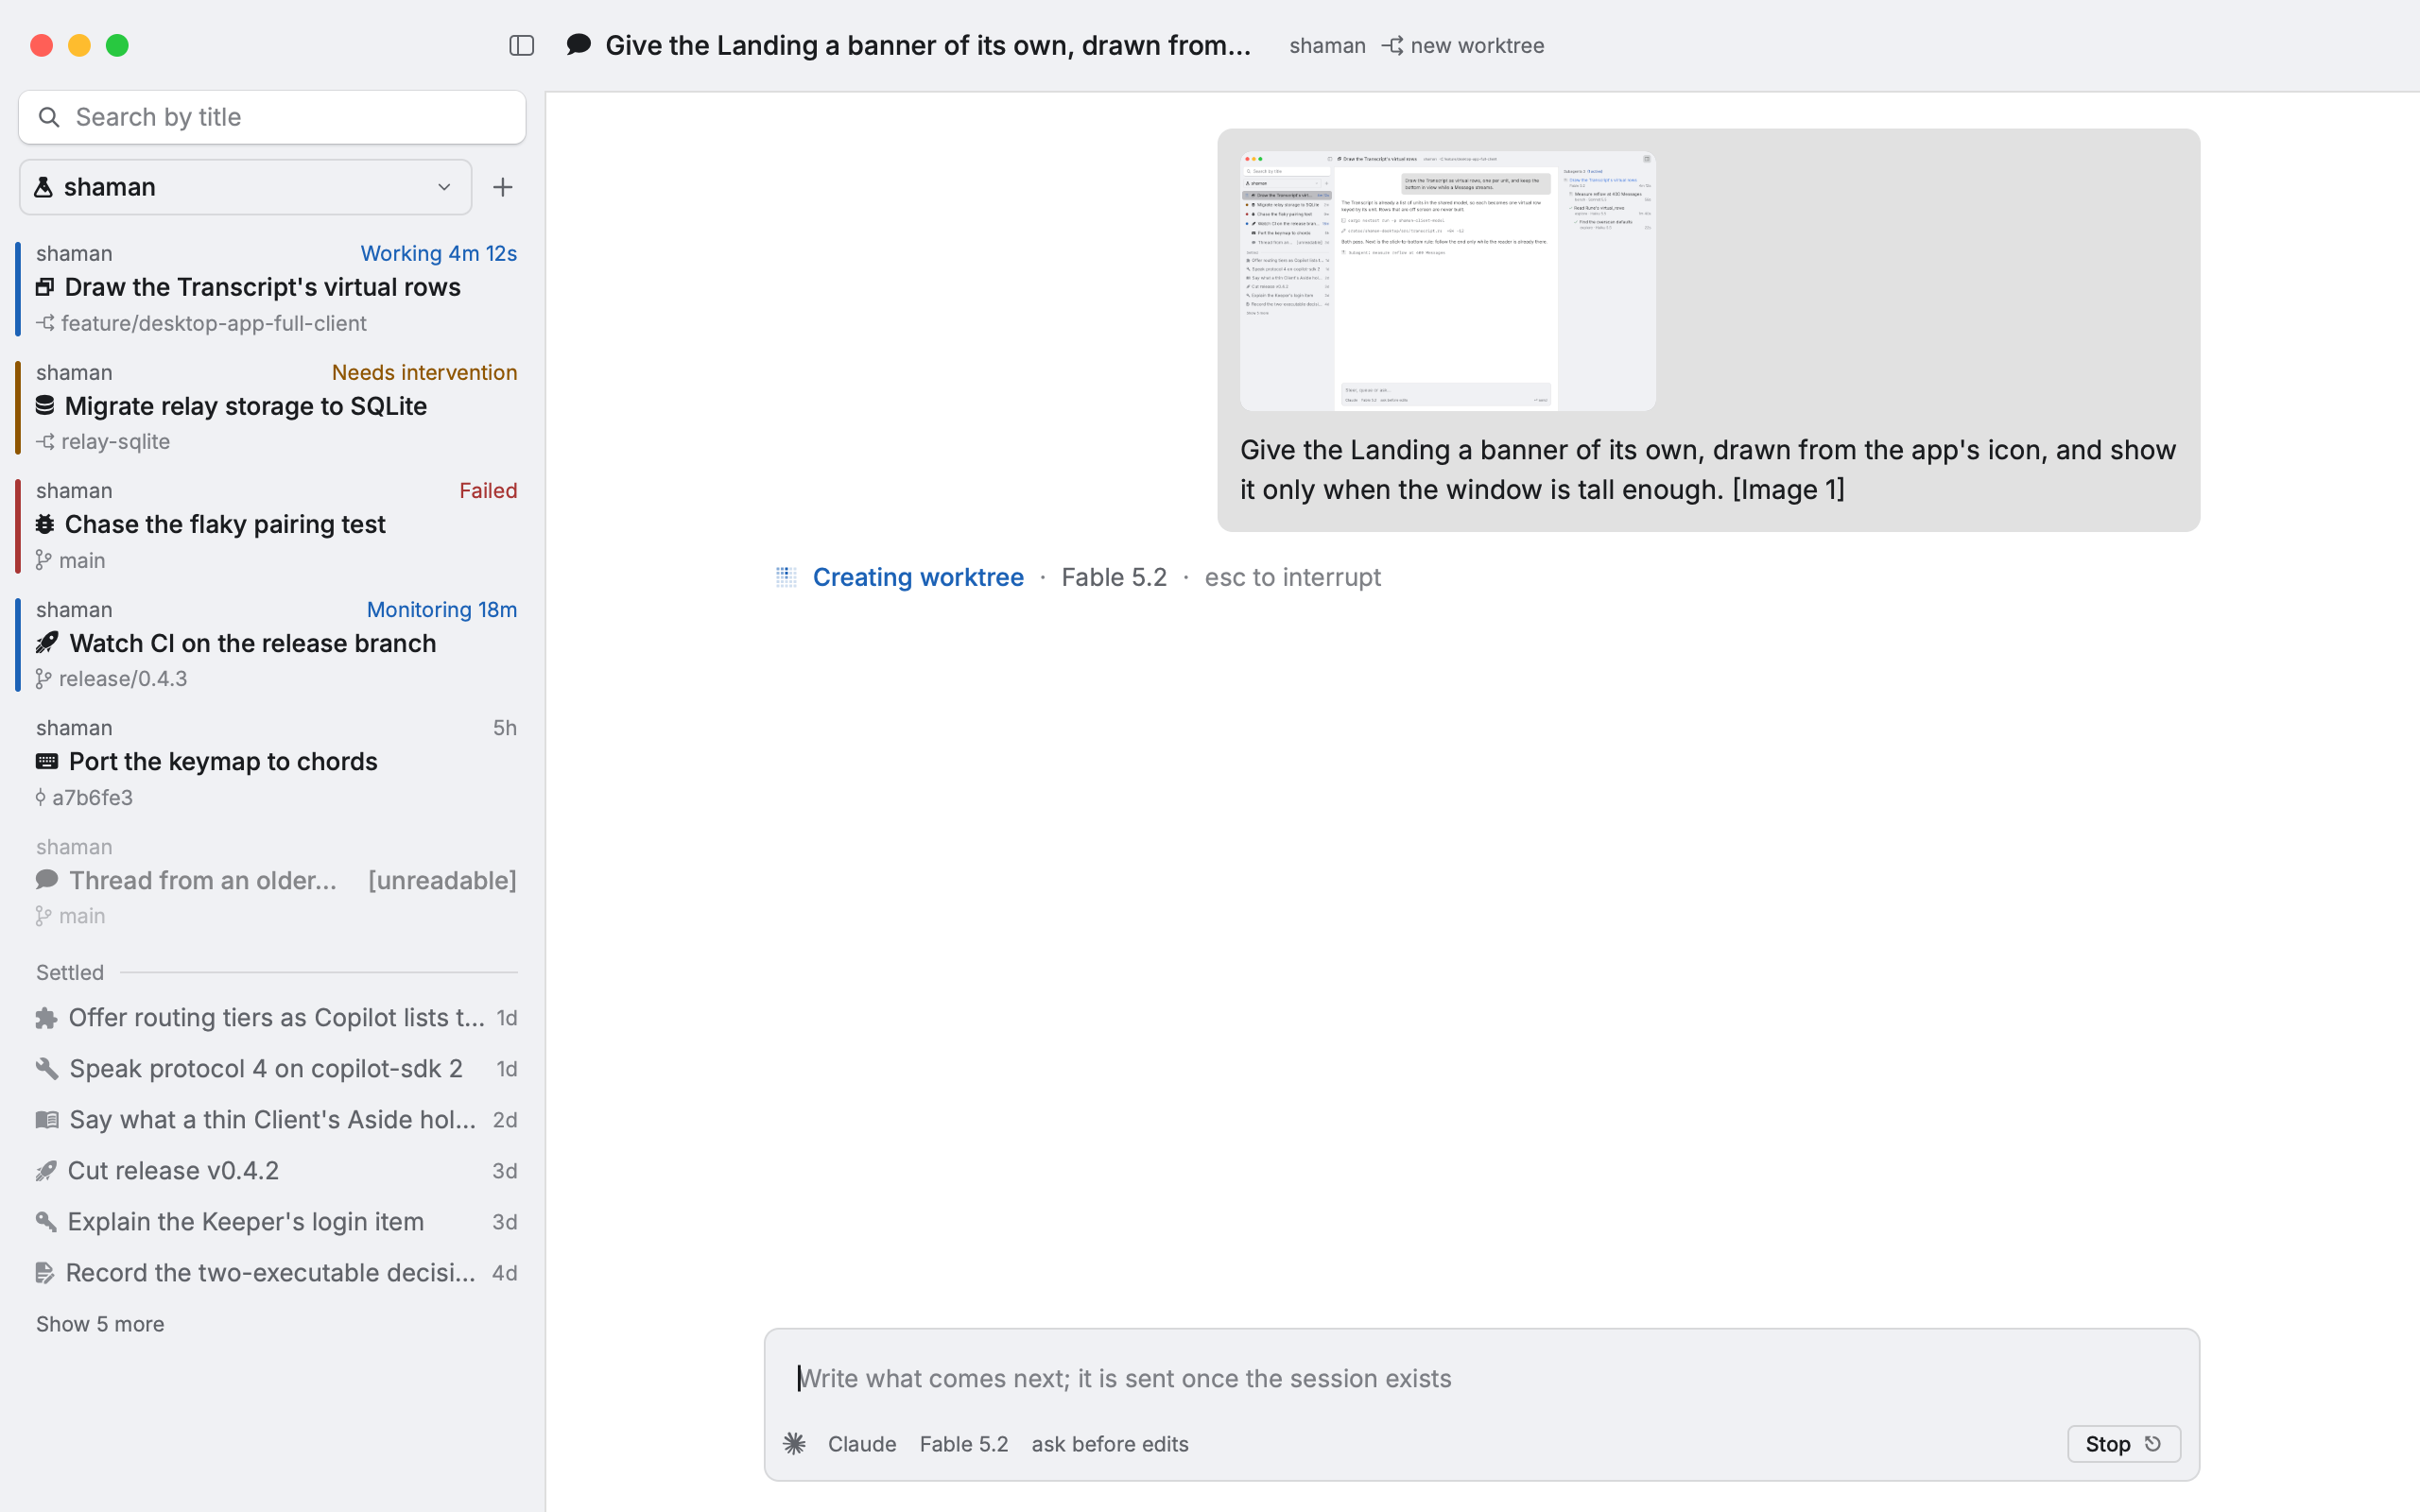 Give the Landing a banner of its own, drawn from...
shaman
new worktree
Search by title
shaman
shaman
Working 4m 12s
Draw the Transcript's virtual rows
feature/desktop-app-full-client
shaman
Needs intervention
Migrate relay storage to SQLite
relay-sqlite
shaman
Failed
Chase the flaky pairing test
main
shaman
Monitoring 18m
Watch CI on the release branch
release/0.4.3
shaman
5h
Port the keymap to chords
a7b6fe3
shaman
Thread from an older...
[unreadable]
main
Settled
Offer routing tiers as Copilot lists t...
1d
Speak protocol 4 on copilot-sdk 2
1d
Say what a thin Client's Aside hol...
2d
Cut release v0.4.2
3d
Explain the Keeper's login item
3d
Record the two-executable decisi...
4d
Show 5 more
Draw the Transcript's virtual rows
Give the Landing a banner of its own, drawn from the app's icon, and show
it only when the window is tall enough. [Image 1]
Creating worktree · Fable 5.2 · esc to interrupt
Write what comes next; it is sent once the session exists
Claude Fable 5.2 ask before edits
Stop